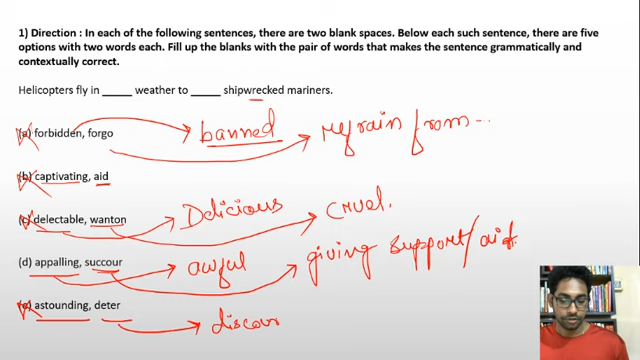 1) Direction : In each of the following sentences, there are two blank spaces. Below each such sentence, there are five
options with two words each. Fill up the blanks with the pair of words that makes the sentence grammatically and
contextually correct.
Helicopters fly in _____ weather to _____ shipwrecked mariners.
(a) forbidden, forgo banned refrain from --
(b) captivating, aid
(c) delectable, wanton Delicious cruel.
(d) appalling, succour awful giving support/aid
(e) astounding, deter discour